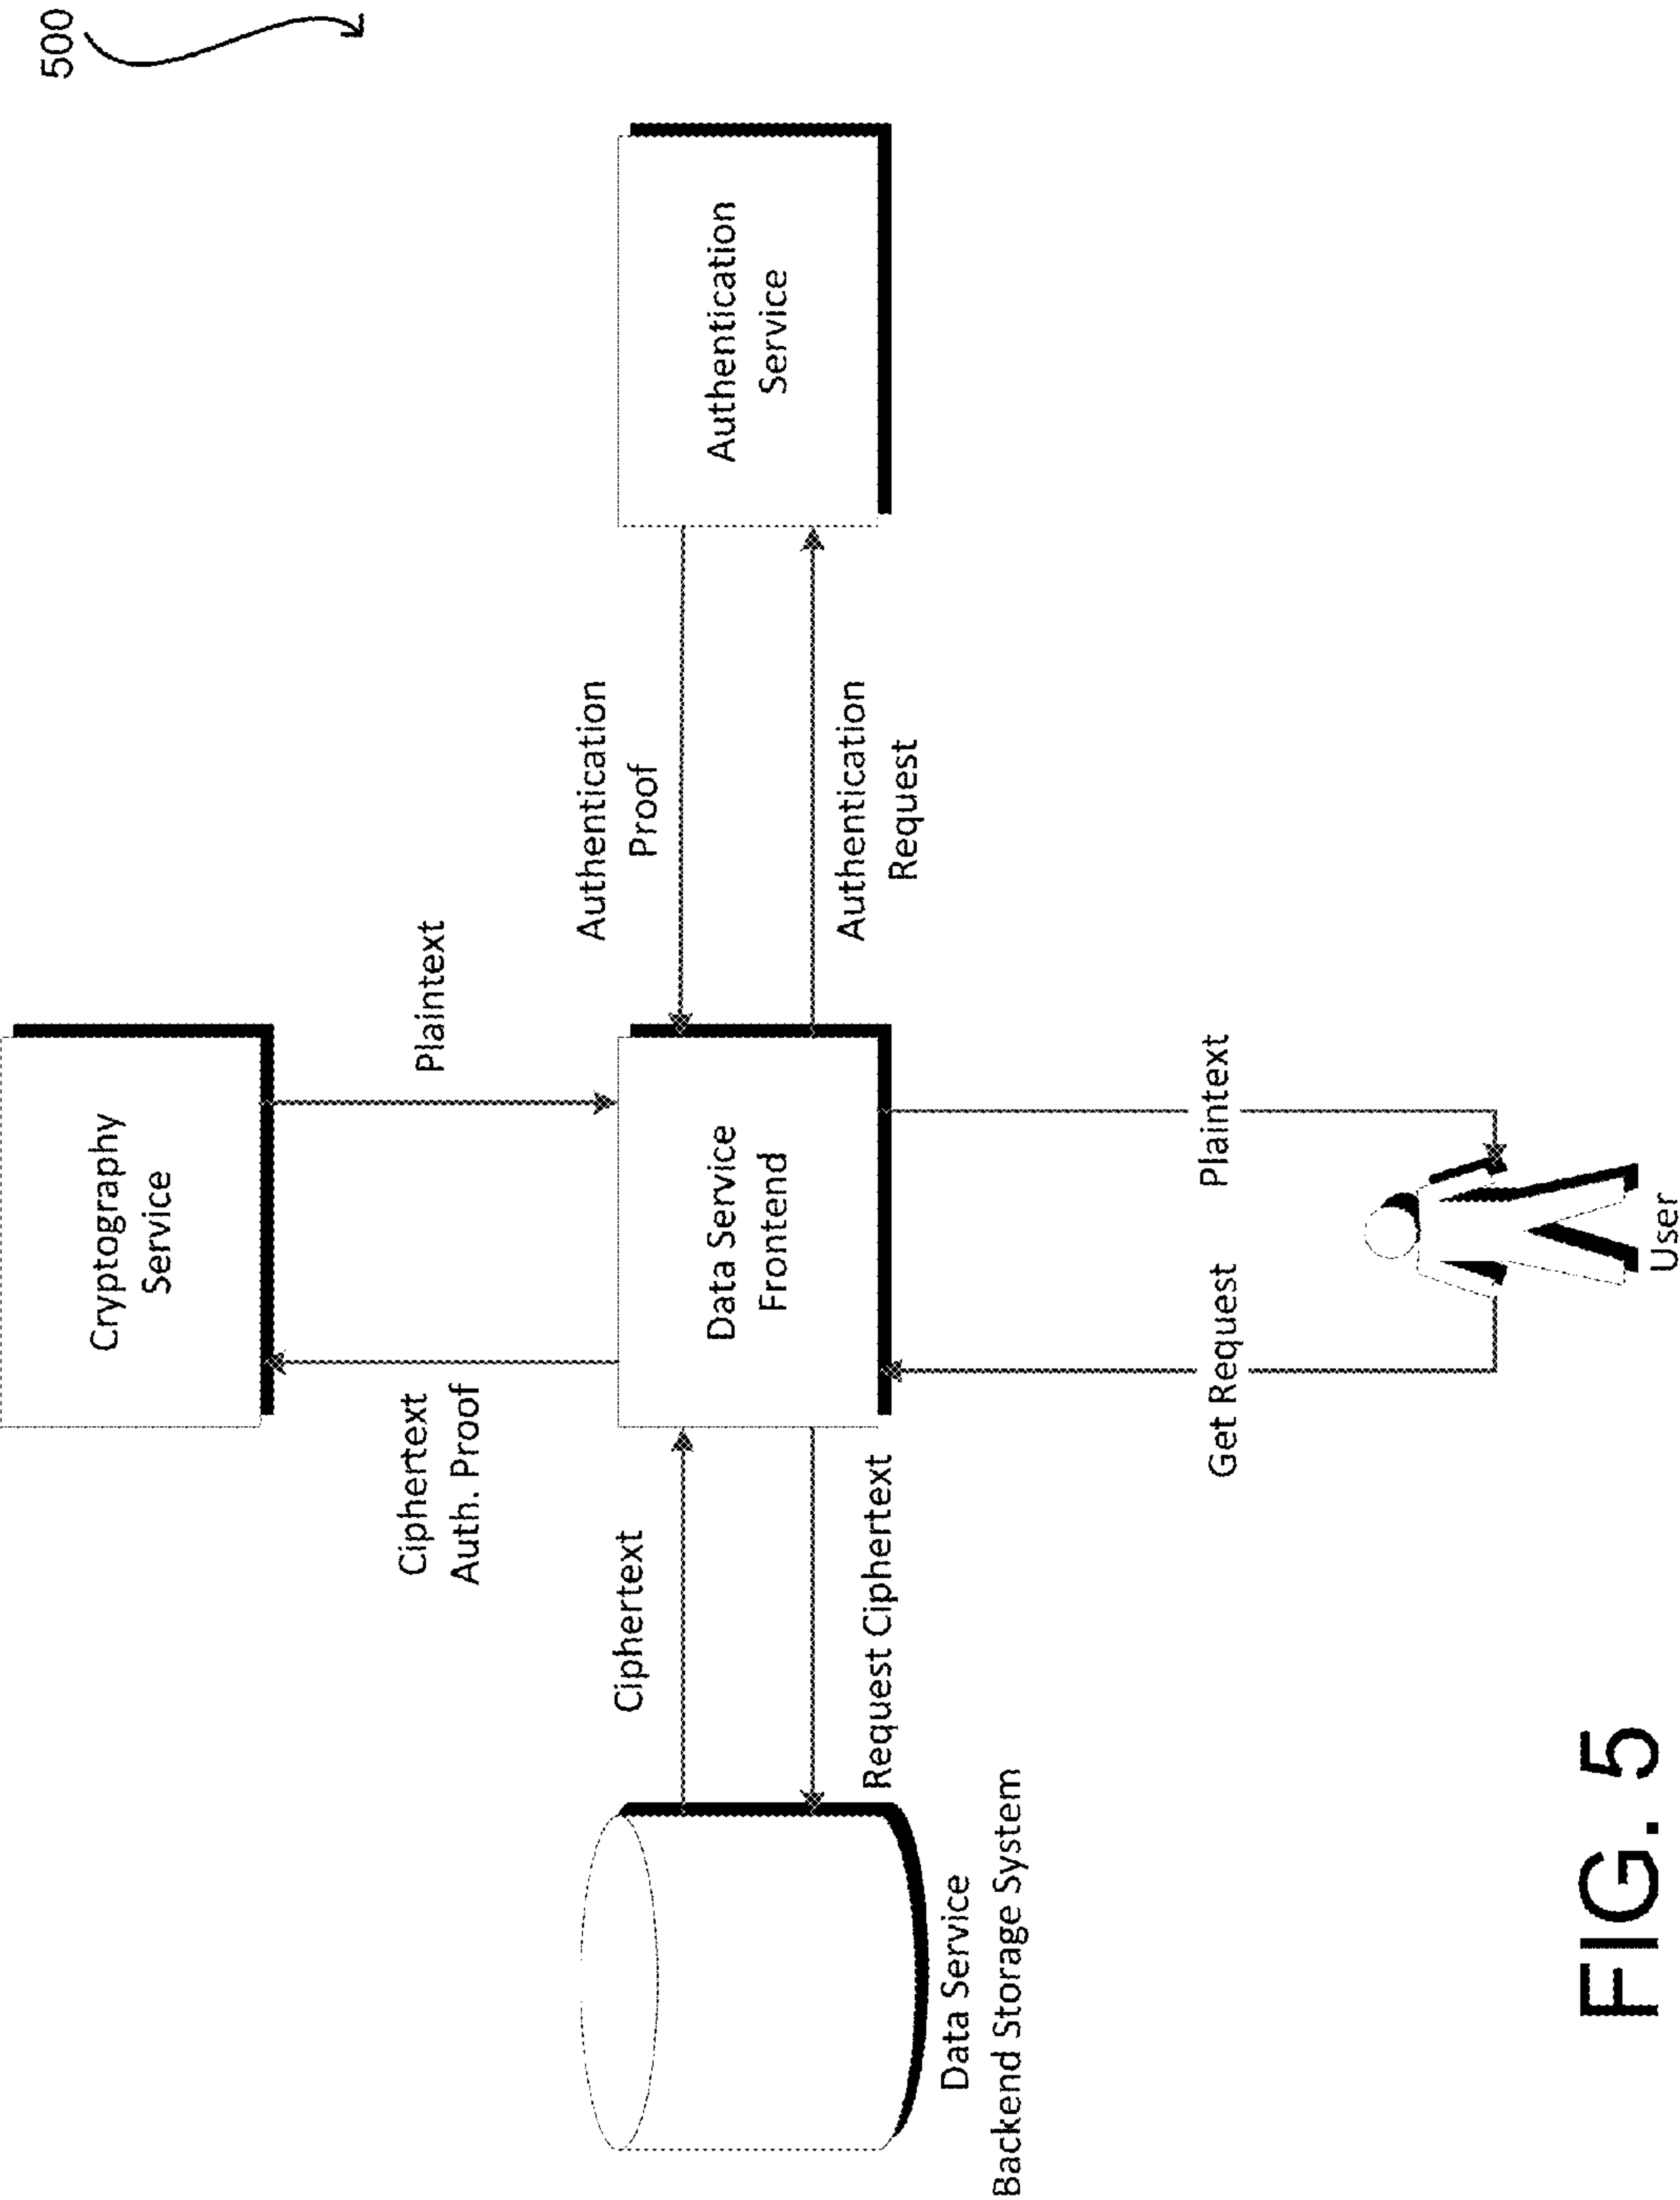 500
Cryptography
Service
Ciphertext
Auth. Proof
Plaintext
Ciphertext
Request Ciphertext
Data Service
Frontend
Authentication
Proof
Authentication
Request
Authentication
Service
Data Service
Backend Storage System
Get Request
Plaintext
User
FIG. 5